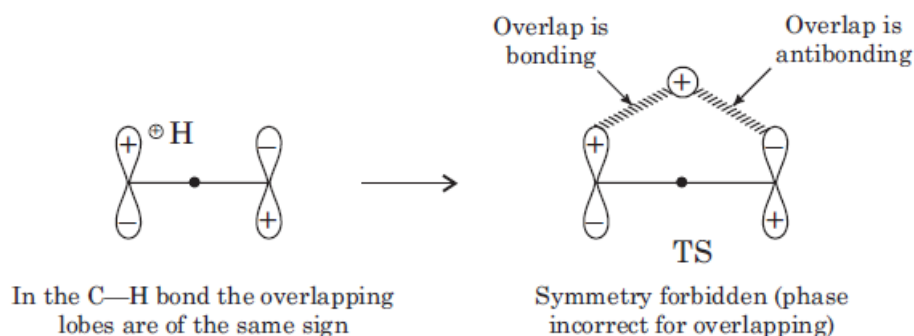 Overlap is
bonding
Overlap is
antibonding
+
+
⊕ H
−
−
+
+
−
−
+
TS
In the C—H bond the overlapping
lobes are of the same sign
Symmetry forbidden (phase
incorrect for overlapping)